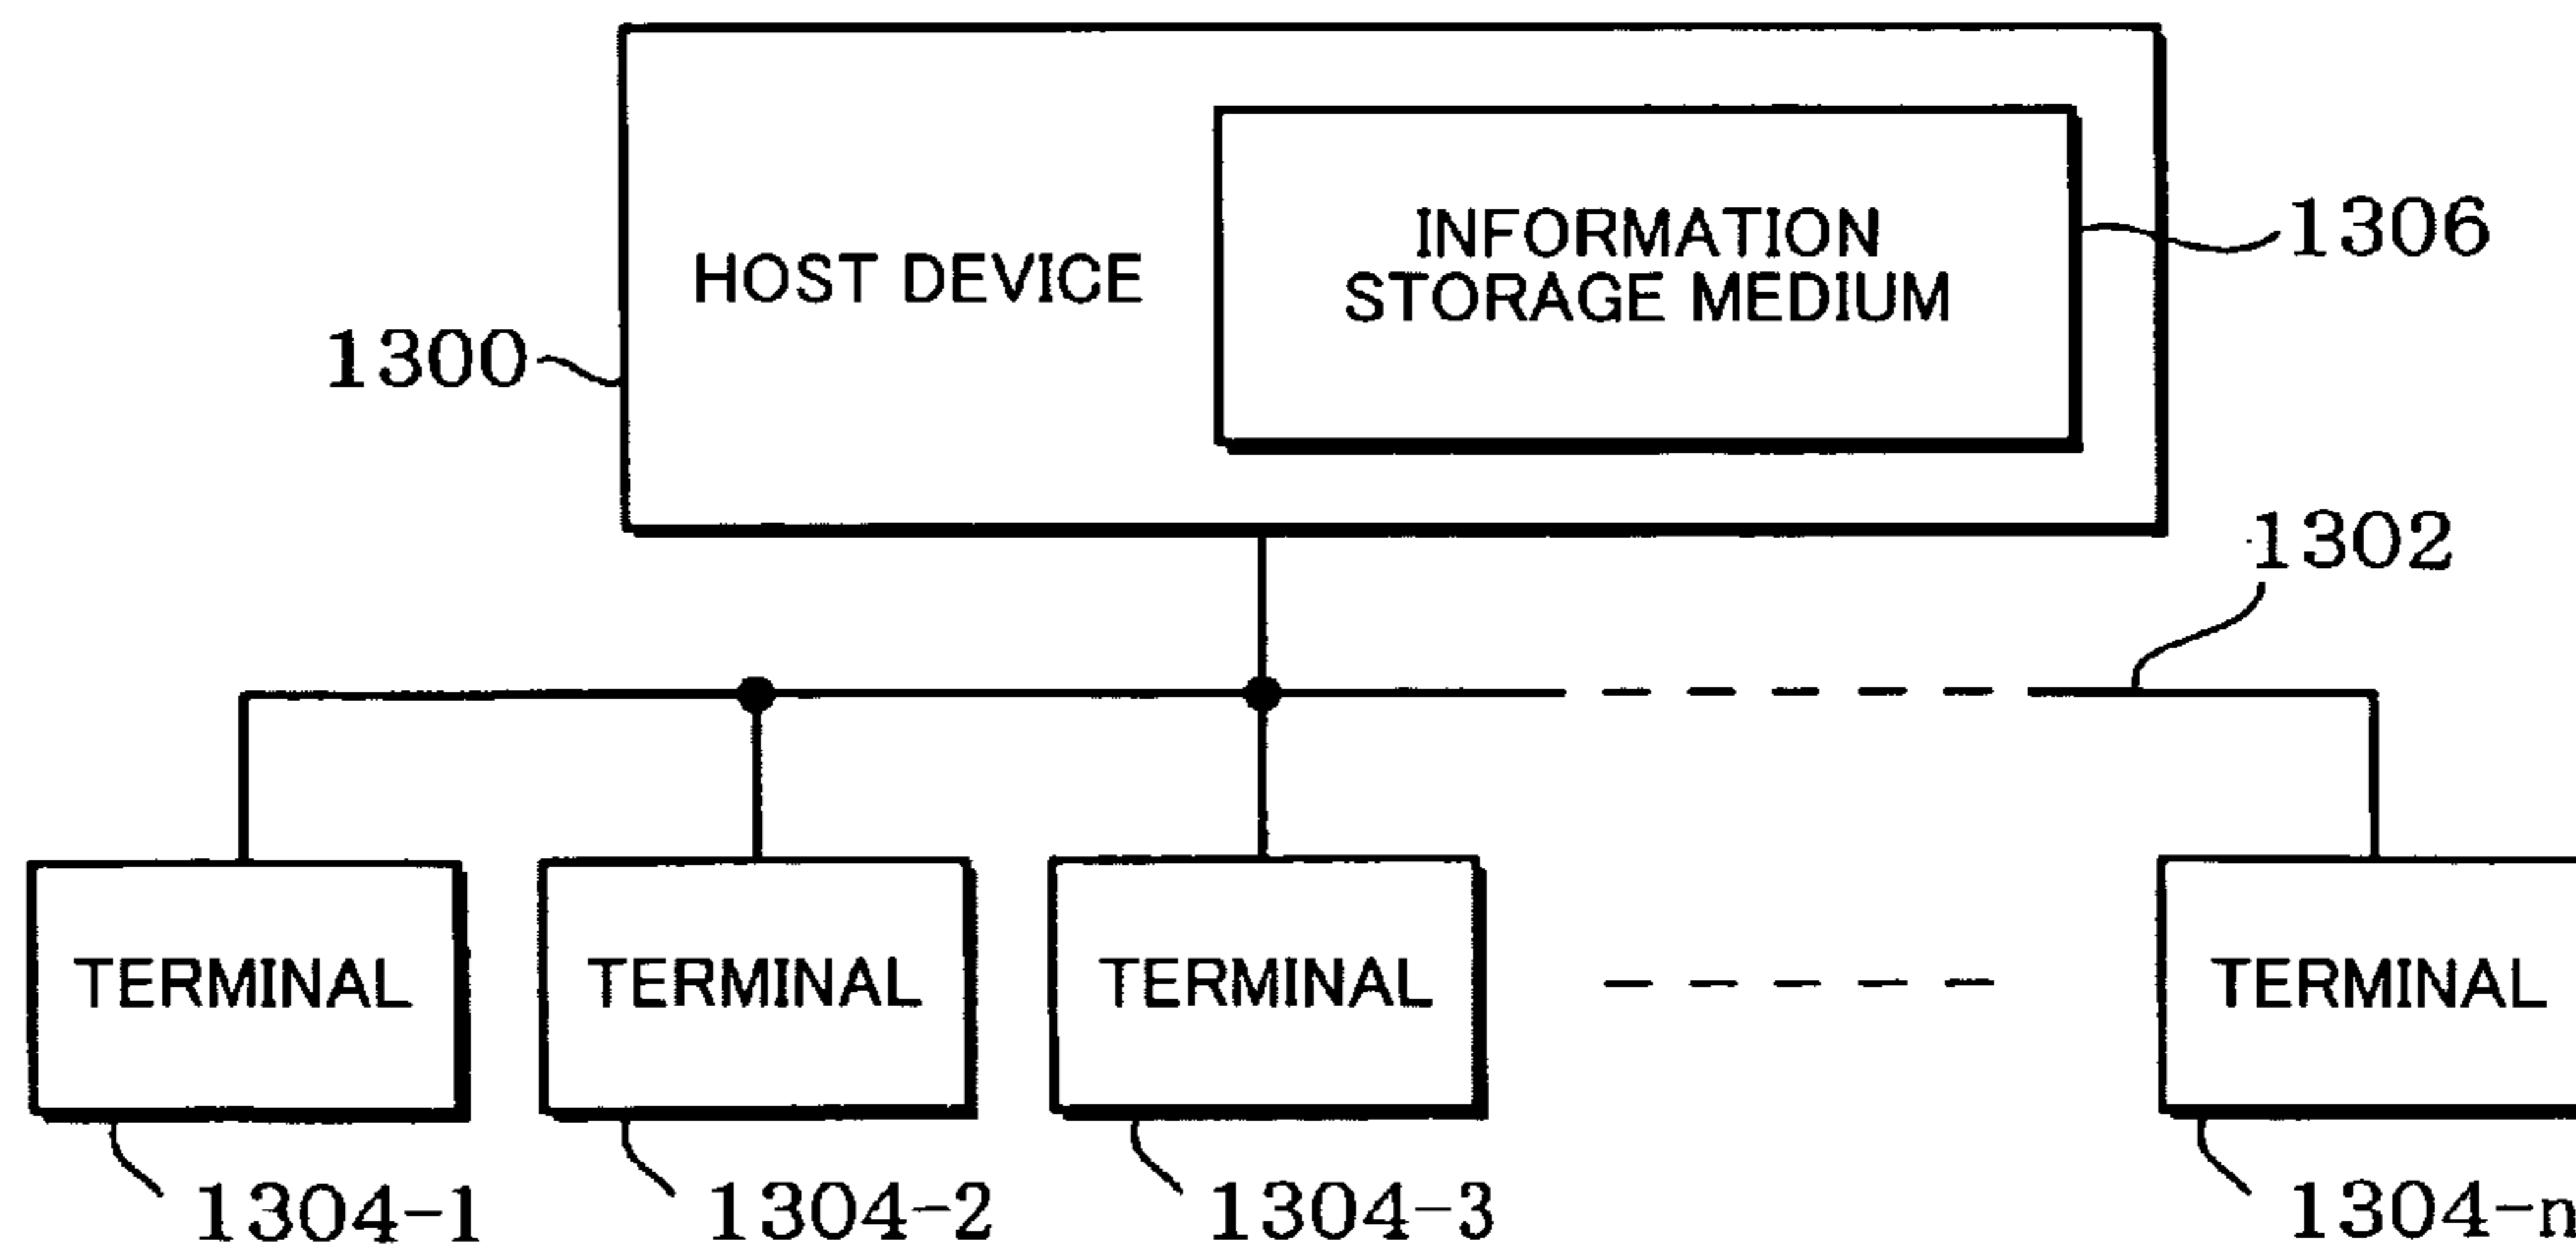 INFORMATION
STORAGE MEDIUM
1306
HOST DEVICE
1300
1302
TERMINAL TERMINAL TERMINAL TERMINAL
1304-1 1304-2 1304-3 1304-n